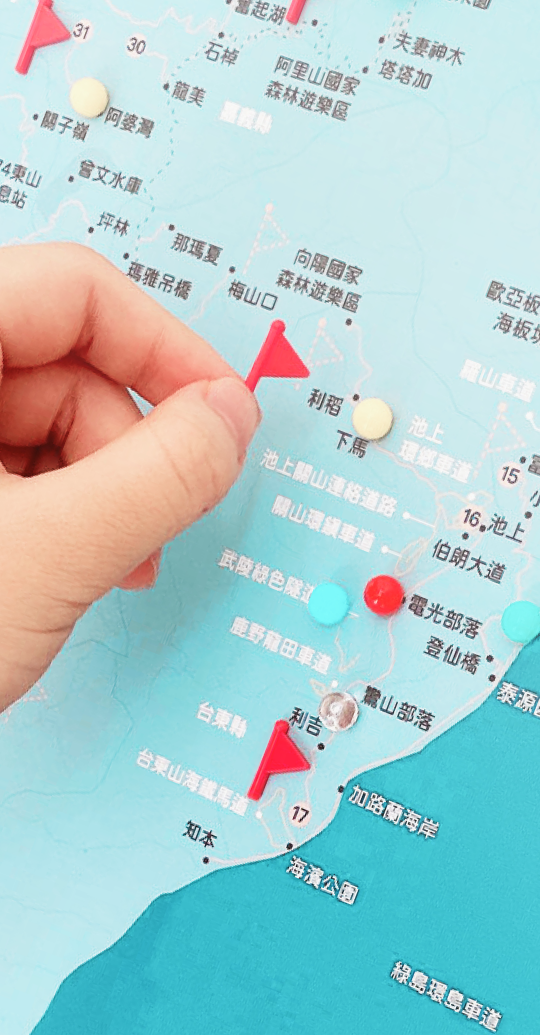 奮起湖
31
30
石棹
夫妻神木
塔塔加
阿里山國家
森林遊樂區
龍美
嘉義縣
關子嶺
阿婆灣
曾文水庫
74東山
息站
坪林
那瑪夏
瑪雅吊橋
梅山口
向陽國家
森林遊樂區
歐亞板
海板塊
羅山車道
利稻
下馬
池上
環鄉車道
15
富
小
池上關山連絡道路
16
池上
關山環鎮車道
伯朗大道
武陵綠色隧道
電光部落
登仙橋
鹿野龍田車道
泰源
鸞山部落
利吉
台東縣
台東山海鐵馬道
17
加路蘭海岸
知本
海濱公園
綠島環島車道